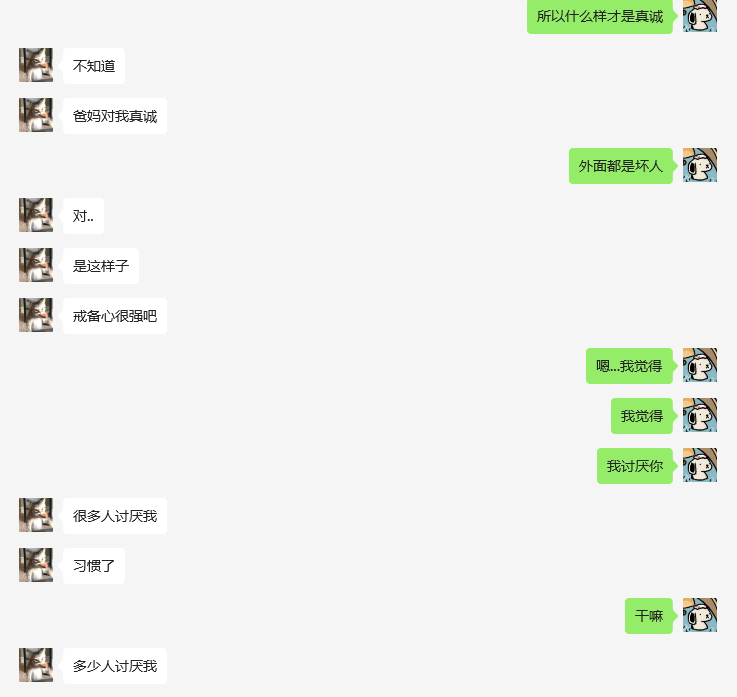 所以什么样才是真诚
不知道
爸妈对我真诚
外面都是坏人
对..
是这样子
戒备心很强吧
嗯...我觉得
我觉得
我讨厌你
很多人讨厌我
习惯了
干嘛
多少人讨厌我